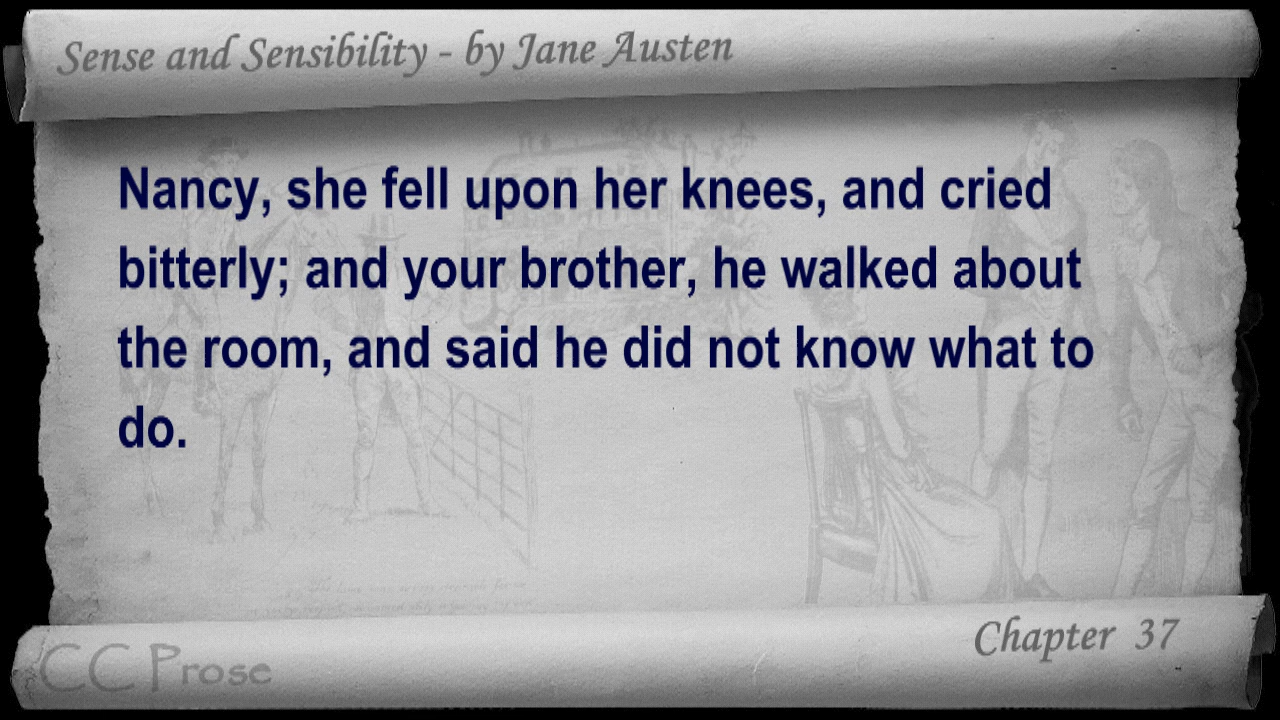 Sense and Sensibility - by Jane Austen
Nancy, she fell upon her knees, and cried
bitterly; and your brother, he walked about
the room, and said he did not know what to
do.
Chapter 37
CC Prose